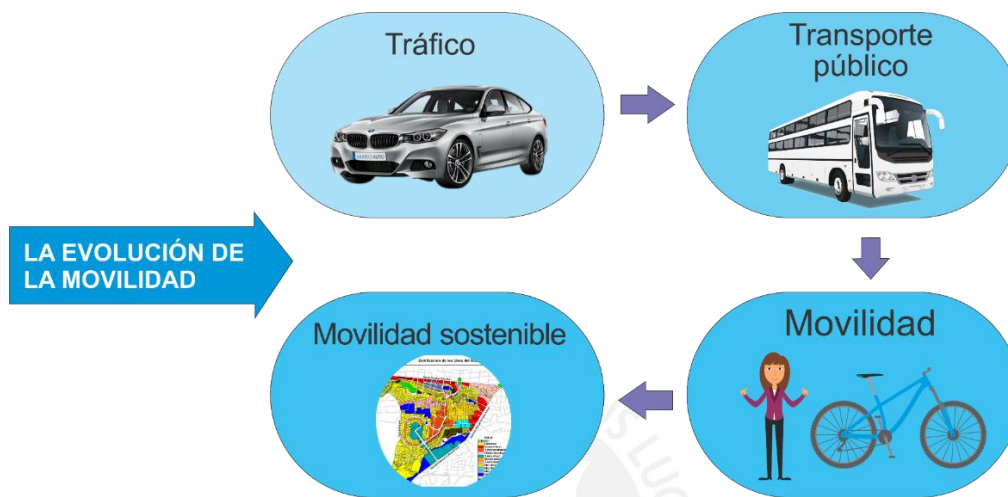 LA EVOLUCIÓN DE
LA MOVILIDAD
Tráfico
Transporte
público
Movilidad
Movilidad sostenible